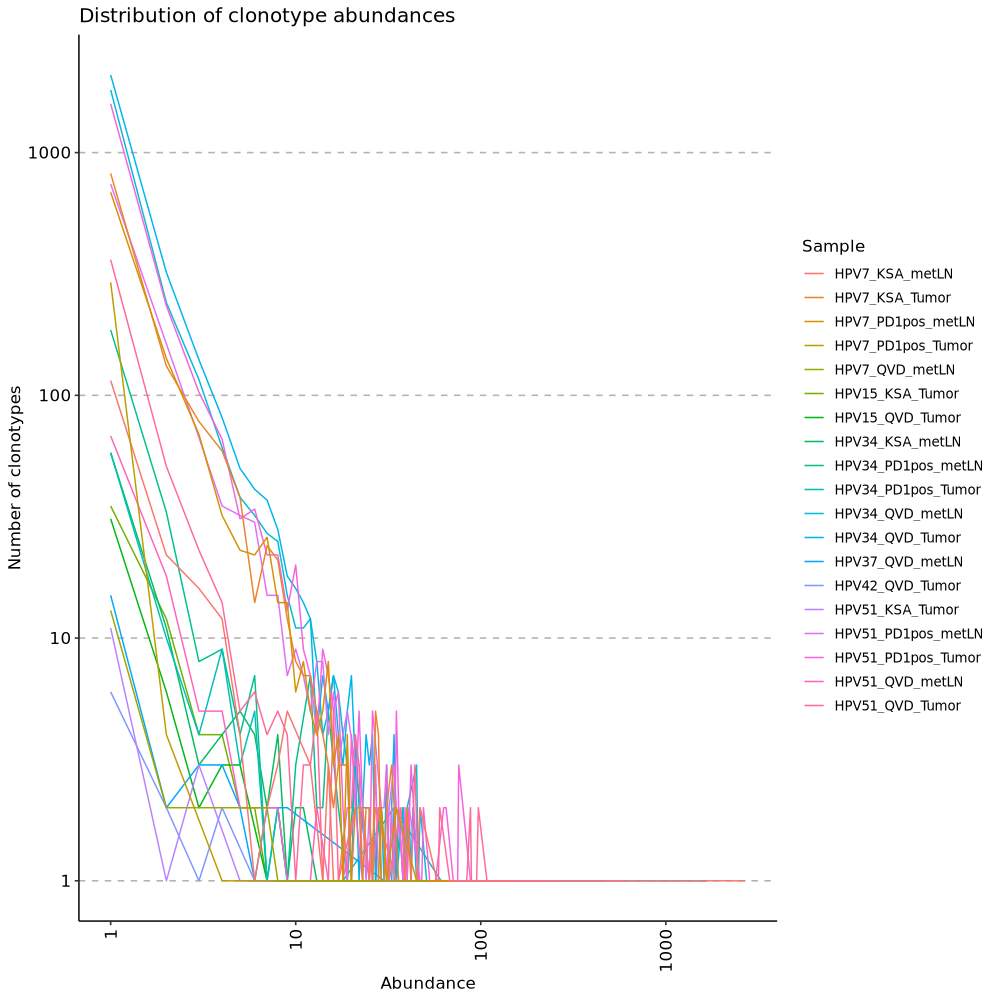 Distribution of clonotype abundances
Number of clonotypes
1000
100
10
1
1
10
100
1000
Abundance
Sample
HPV7_KSA_metLN
HPV7_KSA_Tumor
HPV7_PD1pos_metLN
HPV7_PD1pos_Tumor
HPV7_QVD_metLN
HPV15_KSA_Tumor
HPV15_QVD_Tumor
HPV34_KSA_metLN
HPV34_PD1pos_metLN
HPV34_PD1pos_Tumor
HPV34_QVD_metLN
HPV34_QVD_Tumor
HPV37_QVD_metLN
HPV42_QVD_Tumor
HPV51_KSA_Tumor
HPV51_PD1pos_metLN
HPV51_PD1pos_Tumor
HPV51_QVD_metLN
HPV51_QVD_Tumor